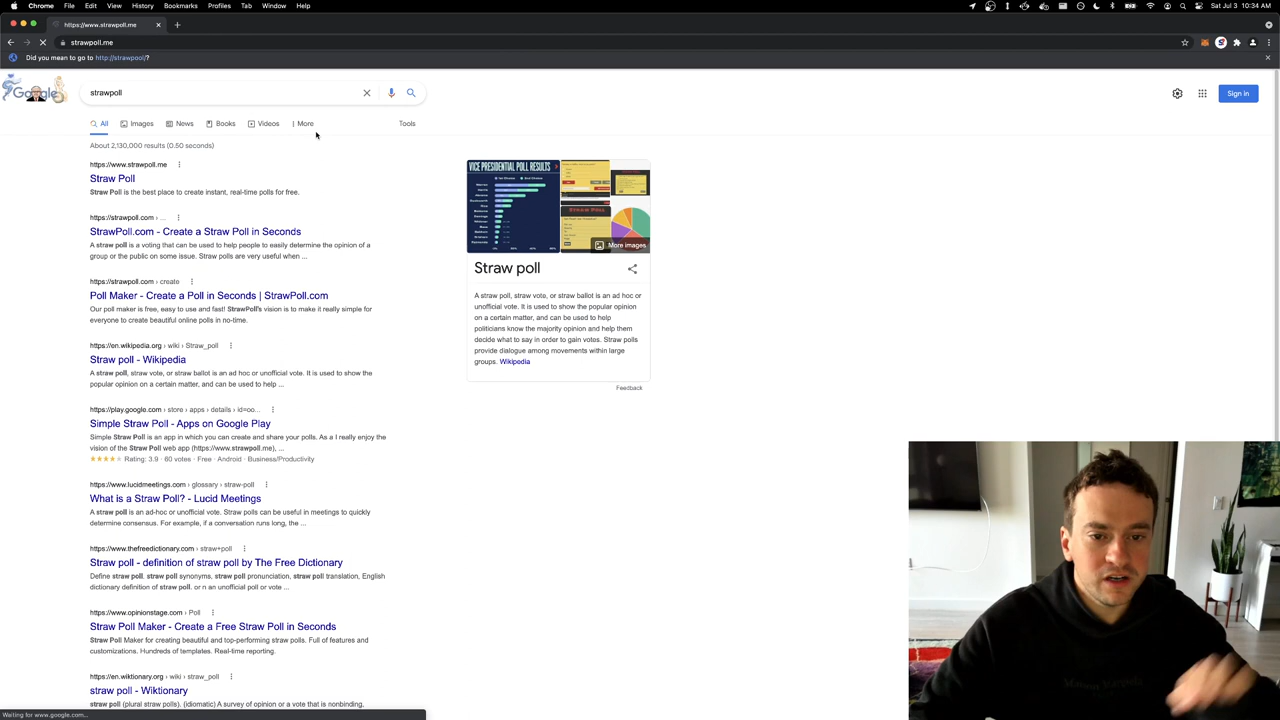 Chrome File Edit View History Bookmarks Profiles Tab Window Help Sat Jul 3 10:34 AM
https://www.strawpoll.me
strawpoll.me
Did you mean to go to http://strawpool/?
Google strawpoll Sign in
All Images News Books Videos More Tools
About 2,130,000 results (0.50 seconds)
https://www.strawpoll.me
Straw Poll
Straw Poll is the best place to create instant, real-time polls for free.
https://strawpoll.com › ...
StrawPoll.com - Create a Straw Poll in Seconds
A straw poll is a voting that can be used to help people to easily determine the opinion of a
group or the public on some issue. Straw polls are very useful when ...
https://strawpoll.com › create
Poll Maker - Create a Poll in Seconds | StrawPoll.com
Our poll maker is free, easy to use and fast! StrawPoll's vision is to make it really simple for
everyone to create beautiful online polls in no-time.
https://en.wikipedia.org › wiki › Straw_poll
Straw poll - Wikipedia
A straw poll, straw vote, or straw ballot is an ad hoc or unofficial vote. It is used to show the
popular opinion on a certain matter, and can be used to help ...
https://play.google.com › store › apps › details › id=oo...
Simple Straw Poll - Apps on Google Play
Simple Straw Poll is an app in which you can create and share your polls. As a I really enjoy the
vision of the Straw Poll web app (https://www.strawpoll.me), ...
Rating: 3.9 · 60 votes · Free · Android · Business/Productivity
https://www.lucidmeetings.com › glossary › straw-poll
What is a Straw Poll? - Lucid Meetings
A straw poll is an ad-hoc or unofficial vote. Straw polls can be useful in meetings to quickly
determine consensus. For example, if a conversation runs long, the ...
https://www.thefreedictionary.com › straw+poll
Straw poll - definition of straw poll by The Free Dictionary
Define straw poll. straw poll synonyms, straw poll pronunciation, straw poll translation, English
dictionary definition of straw poll. or n an unofficial poll or vote ...
https://www.opinionstage.com › Poll
Straw Poll Maker - Create a Free Straw Poll in Seconds
Straw Poll Maker for creating beautiful and top-performing straw polls. Full of features and
customizations. Hundreds of templates. Real-time reporting.
https://en.wiktionary.org › wiki › straw_poll
straw poll - Wiktionary
straw poll (plural straw polls). (idiomatic) A survey of opinion or a vote that is nonbinding,
Waiting for www.google.com...
VICE PRESIDENTIAL POLL RESULTS
STRAW POLL
More images
Straw poll
A straw poll, straw vote, or straw ballot is an ad hoc or
unofficial vote. It is used to show the popular opinion
on a certain matter, and can be used to help
politicians know the majority opinion and help them
decide what to say in order to gain votes. Straw polls
provide dialogue among movements within large
groups. Wikipedia
Feedback